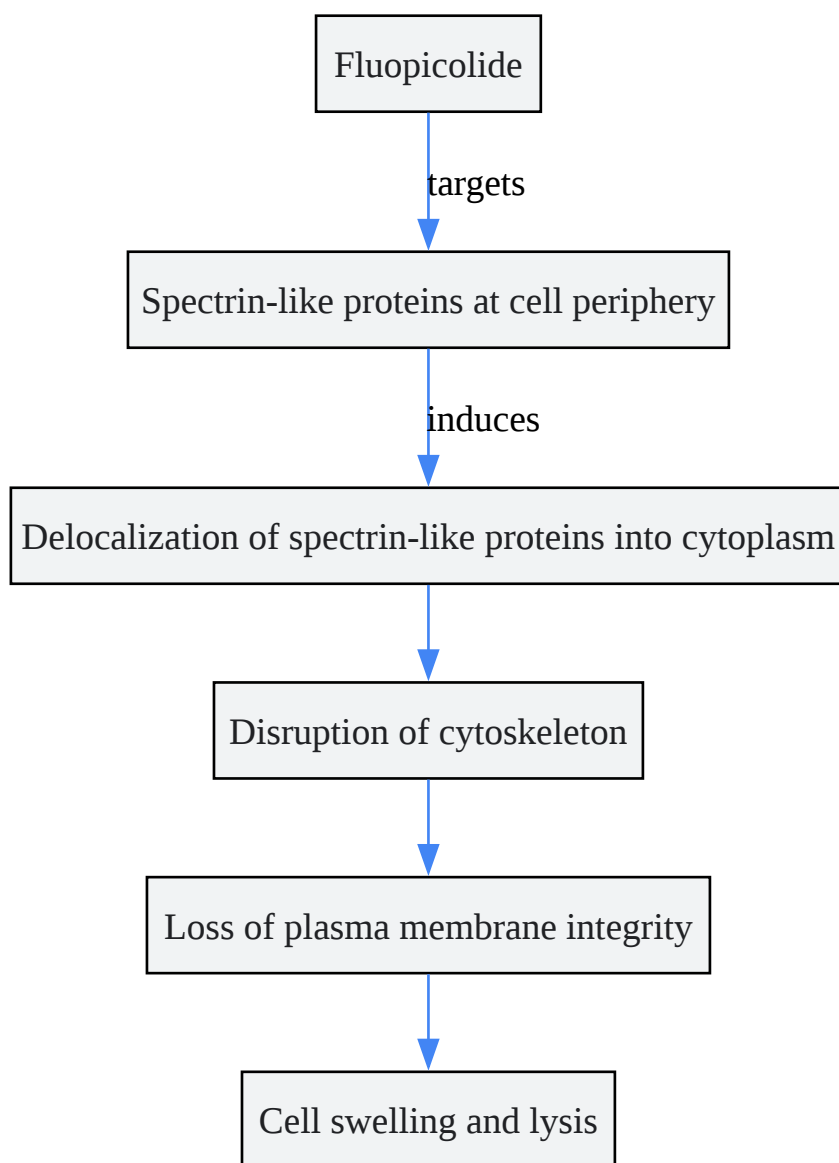 Fluopicolide
targets
Spectrin-like proteins at cell periphery
induces
Delocalization of spectrin-like proteins into cytoplasm
Disruption of cytoskeleton
Loss of plasma membrane integrity
Cell swelling and lysis